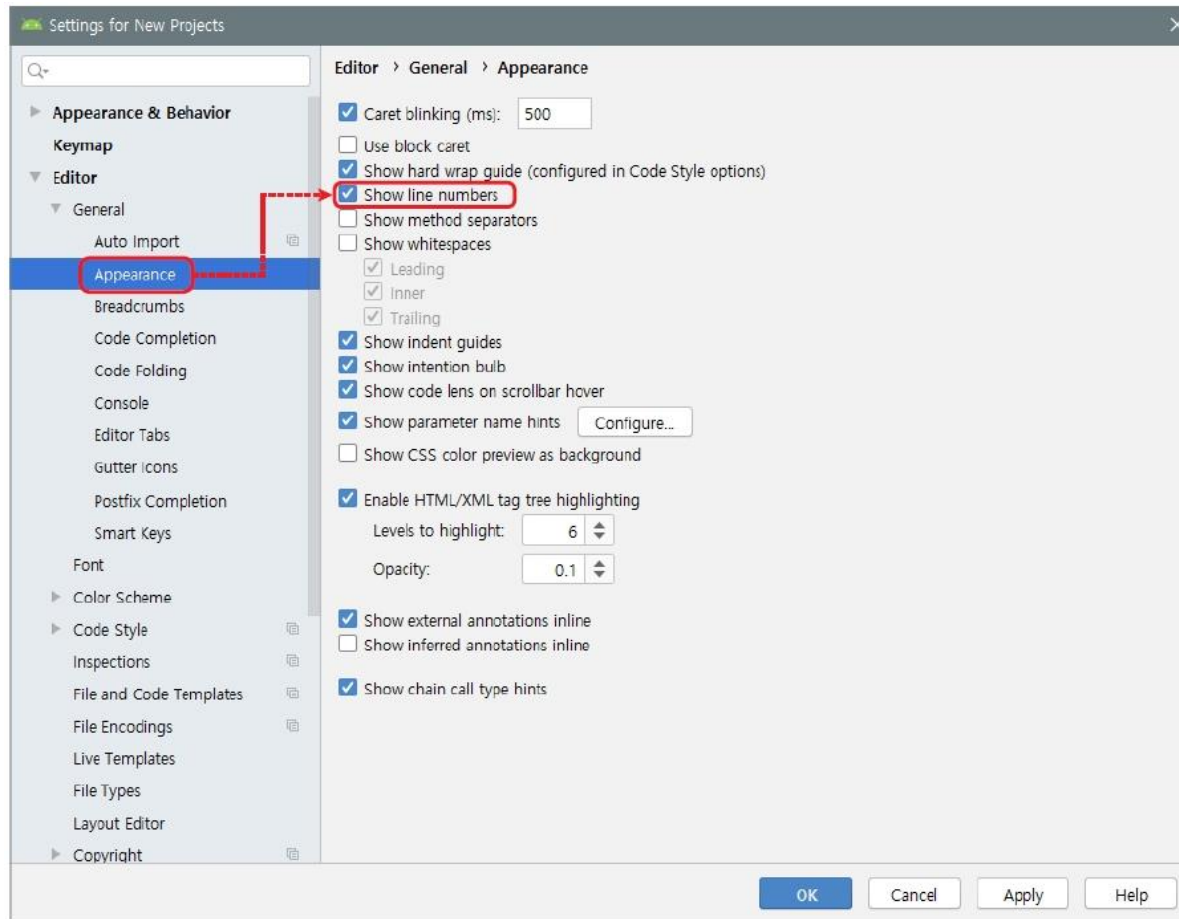 Settings for New Projects
Appearance & Behavior
Keymap
Editor
General
Auto Import
Appearance
Breadcrumbs
Code Completion
Code Folding
Console
Editor Tabs
Gutter Icons
Postfix Completion
Smart Keys
Font
Color Scheme
Code Style
Inspections
File and Code Templates
File Encodings
Live Templates
File Types
Layout Editor
Copyright
Editor > General > Appearance
Caret blinking (ms): 500
Use block caret
Show hard wrap guide (configured in Code Style options)
Show line numbers
Show method separators
Show whitespaces
Leading
Inner
Trailing
Show indent guides
Show intention bulb
Show code lens on scrollbar hover
Show parameter name hints Configure...
Show CSS color preview as background
Enable HTML/XML tag tree highlighting
Levels to highlight: 6
Opacity: 0.1
Show external annotations inline
Show inferred annotations inline
Show chain call type hints
OK Cancel Apply Help